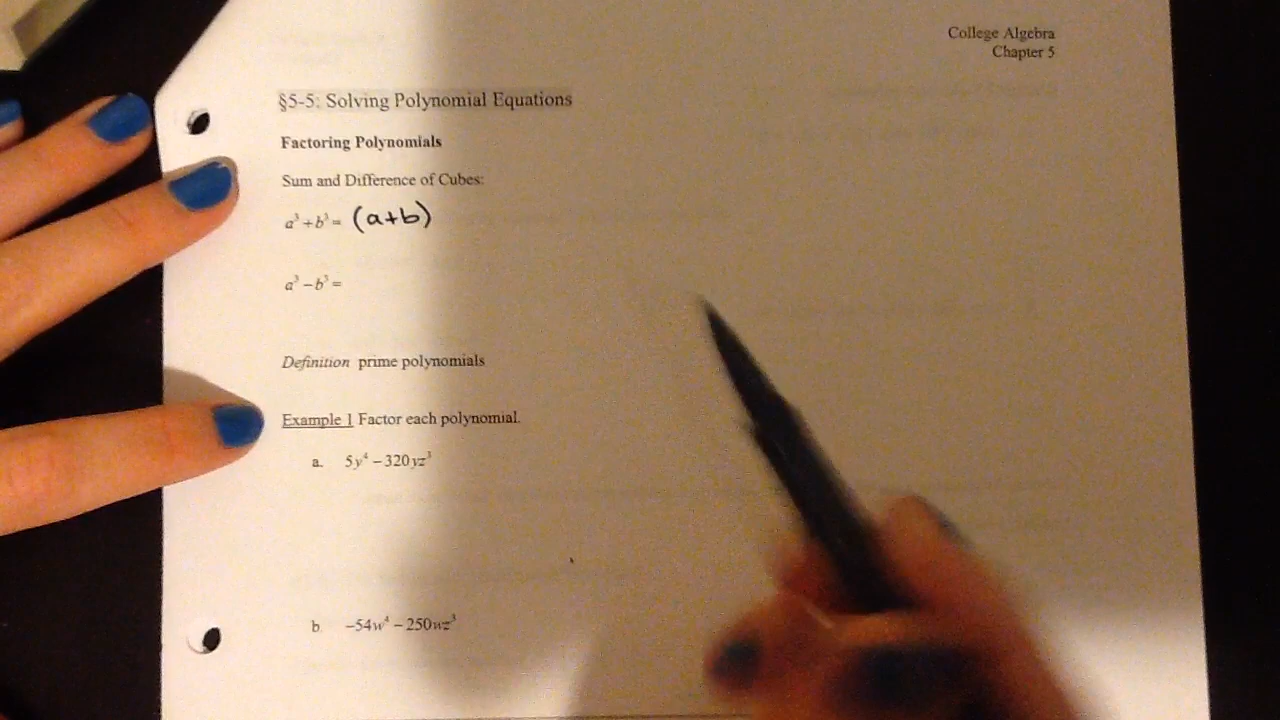 College Algebra
Chapter 5
§5-5: Solving Polynomial Equations
Factoring Polynomials
Sum and Difference of Cubes:
a³ + b³ = (a+b)
a³ − b³ =
Definition prime polynomials
Example 1 Factor each polynomial.
a. 5y⁴ − 320yz³
b. −54w⁴ − 250wz³